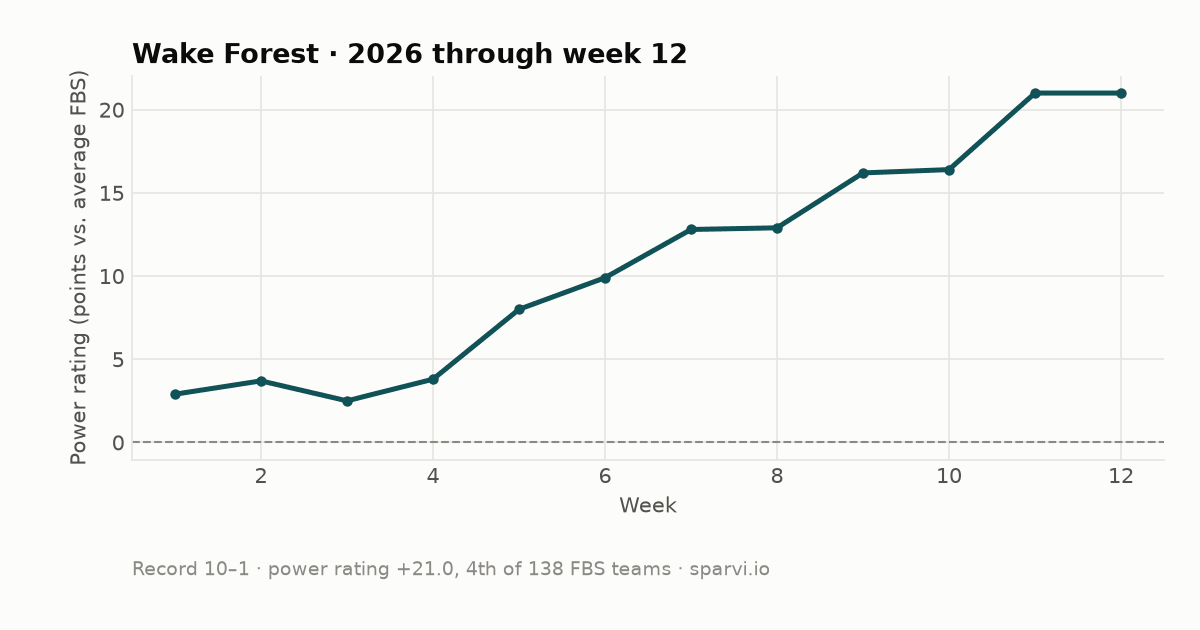 Wake Forest · 2026 through week 12
Power rating (points vs. average FBS)
20
15
10
5
0
2 4 6 8 10 12
Week
Record 10–1 · power rating +21.0, 4th of 138 FBS teams · sparvi.io